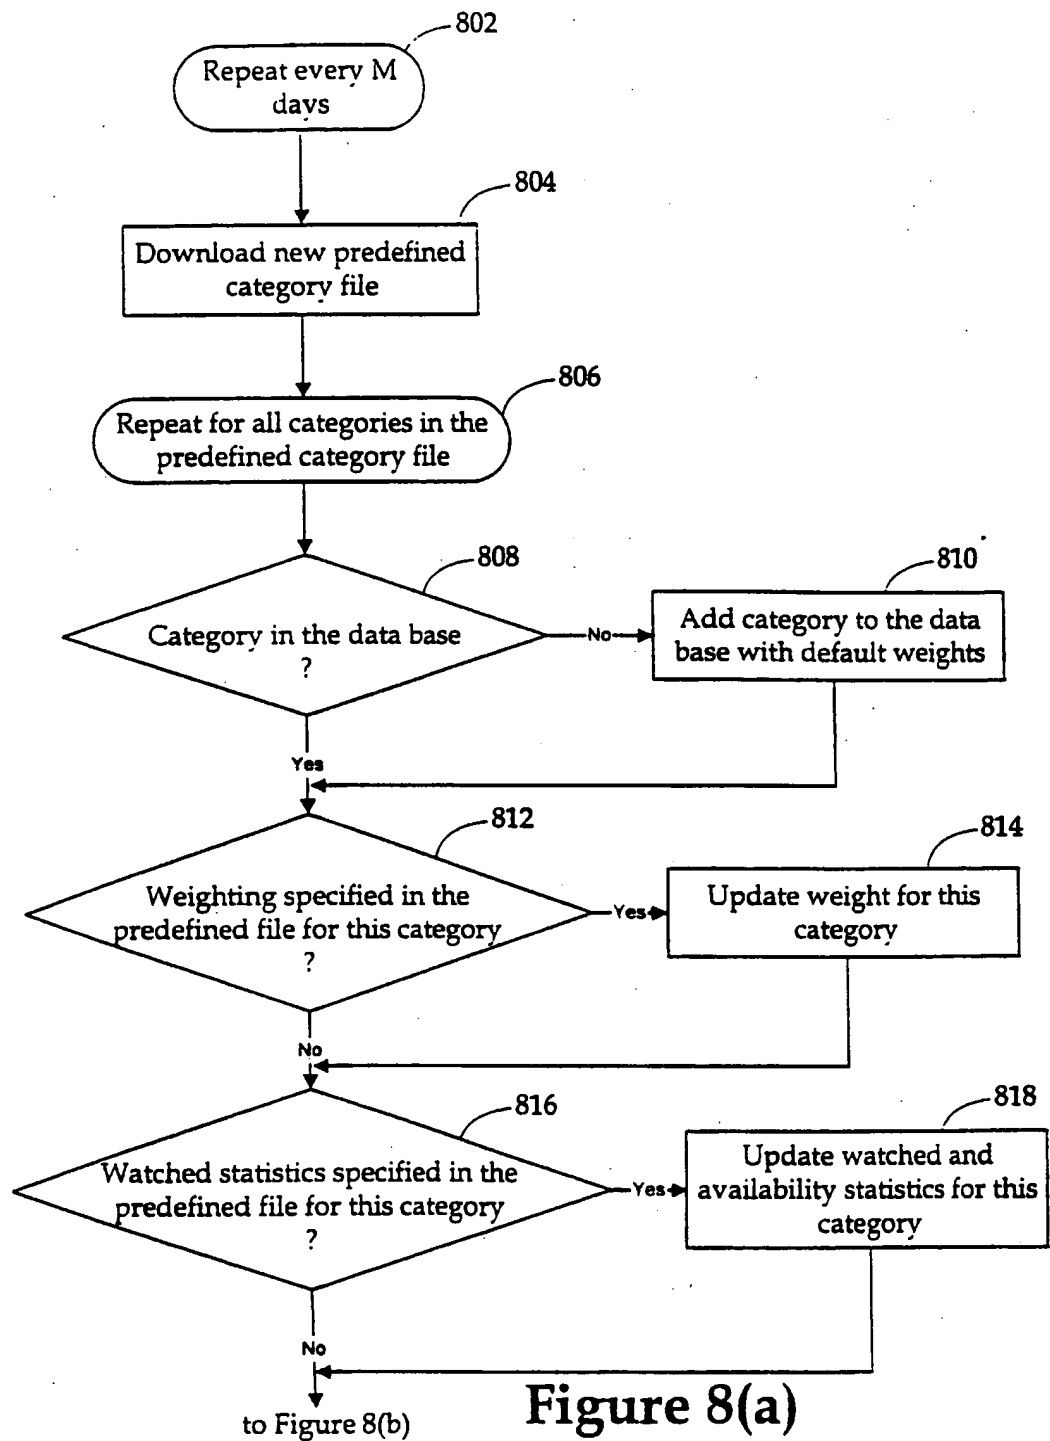 802
Repeat every M
days
804
Download new predefined
category file
806
Repeat for all categories in the
predefined category file
808
Category in the data base
?
No
810
Add category to the data
base with default weights
Yes
812
Weighting specified in the
predefined file for this category
?
Yes
814
Update weight for this
category
No
816
Watched statistics specified in the
predefined file for this category
?
Yes
818
Update watched and
availability statistics for this
category
No
to Figure 8(b)
Figure 8(a)